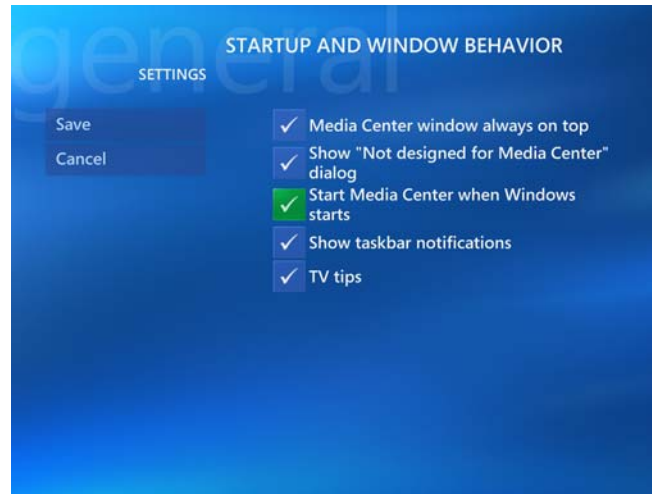 general
STARTUP AND WINDOW BEHAVIOR
SETTINGS
Save
Cancel
Media Center window always on top
Show "Not designed for Media Center"
dialog
Start Media Center when Windows
starts
Show taskbar notifications
TV tips